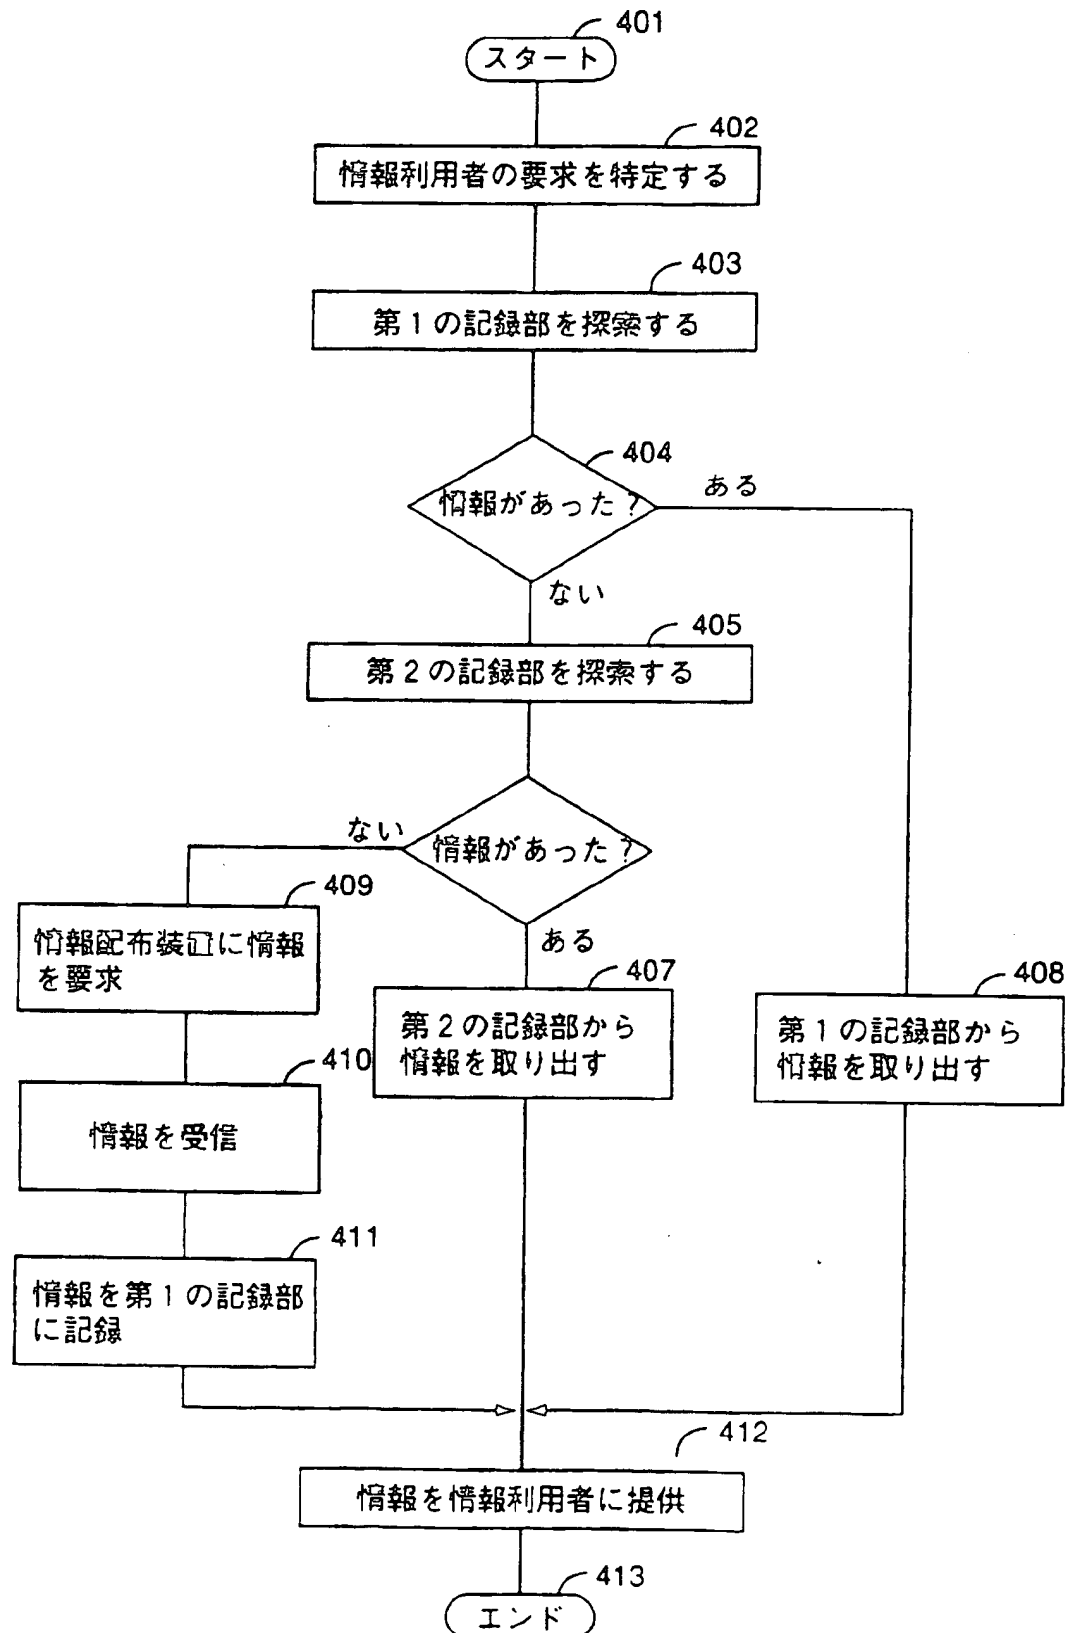 401
スタート
402
情報利用者の要求を特定する
403
第1の記録部を探索する
404
情報があった?
ある
ない
405
第2の記録部を探索する
情報があった?
ない
ある
409
情報配布装置に情報
を要求
407
第2の記録部から
情報を取り出す
408
第1の記録部から
情報を取り出す
410
情報を受信
411
情報を第1の記録部
に記録
412
情報を情報利用者に提供
413
エンド